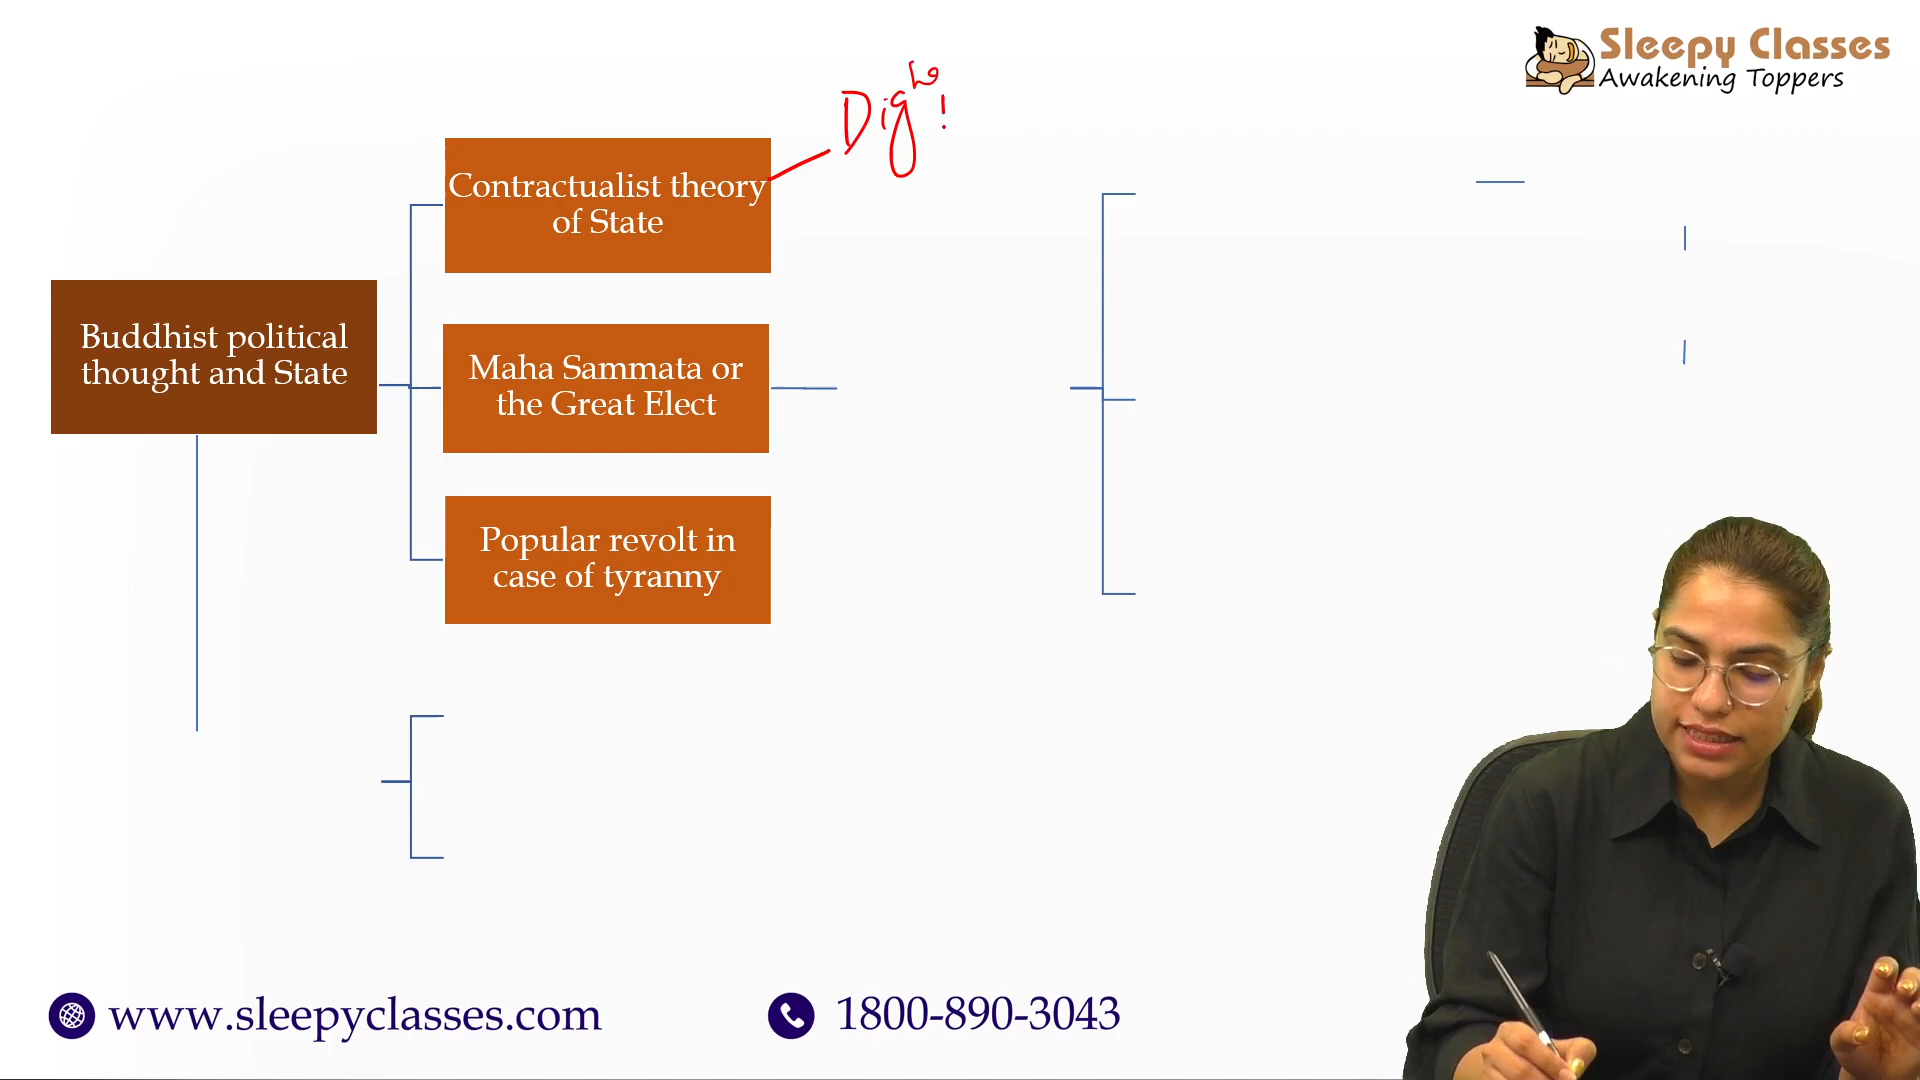 Sleepy Classes
Awakening Toppers
Contractualist theory
of State
Buddhist political
thought and State
Maha Sammata or
the Great Elect
Popular revolt in
case of tyranny
www.sleepyclasses.com
1800-890-3043